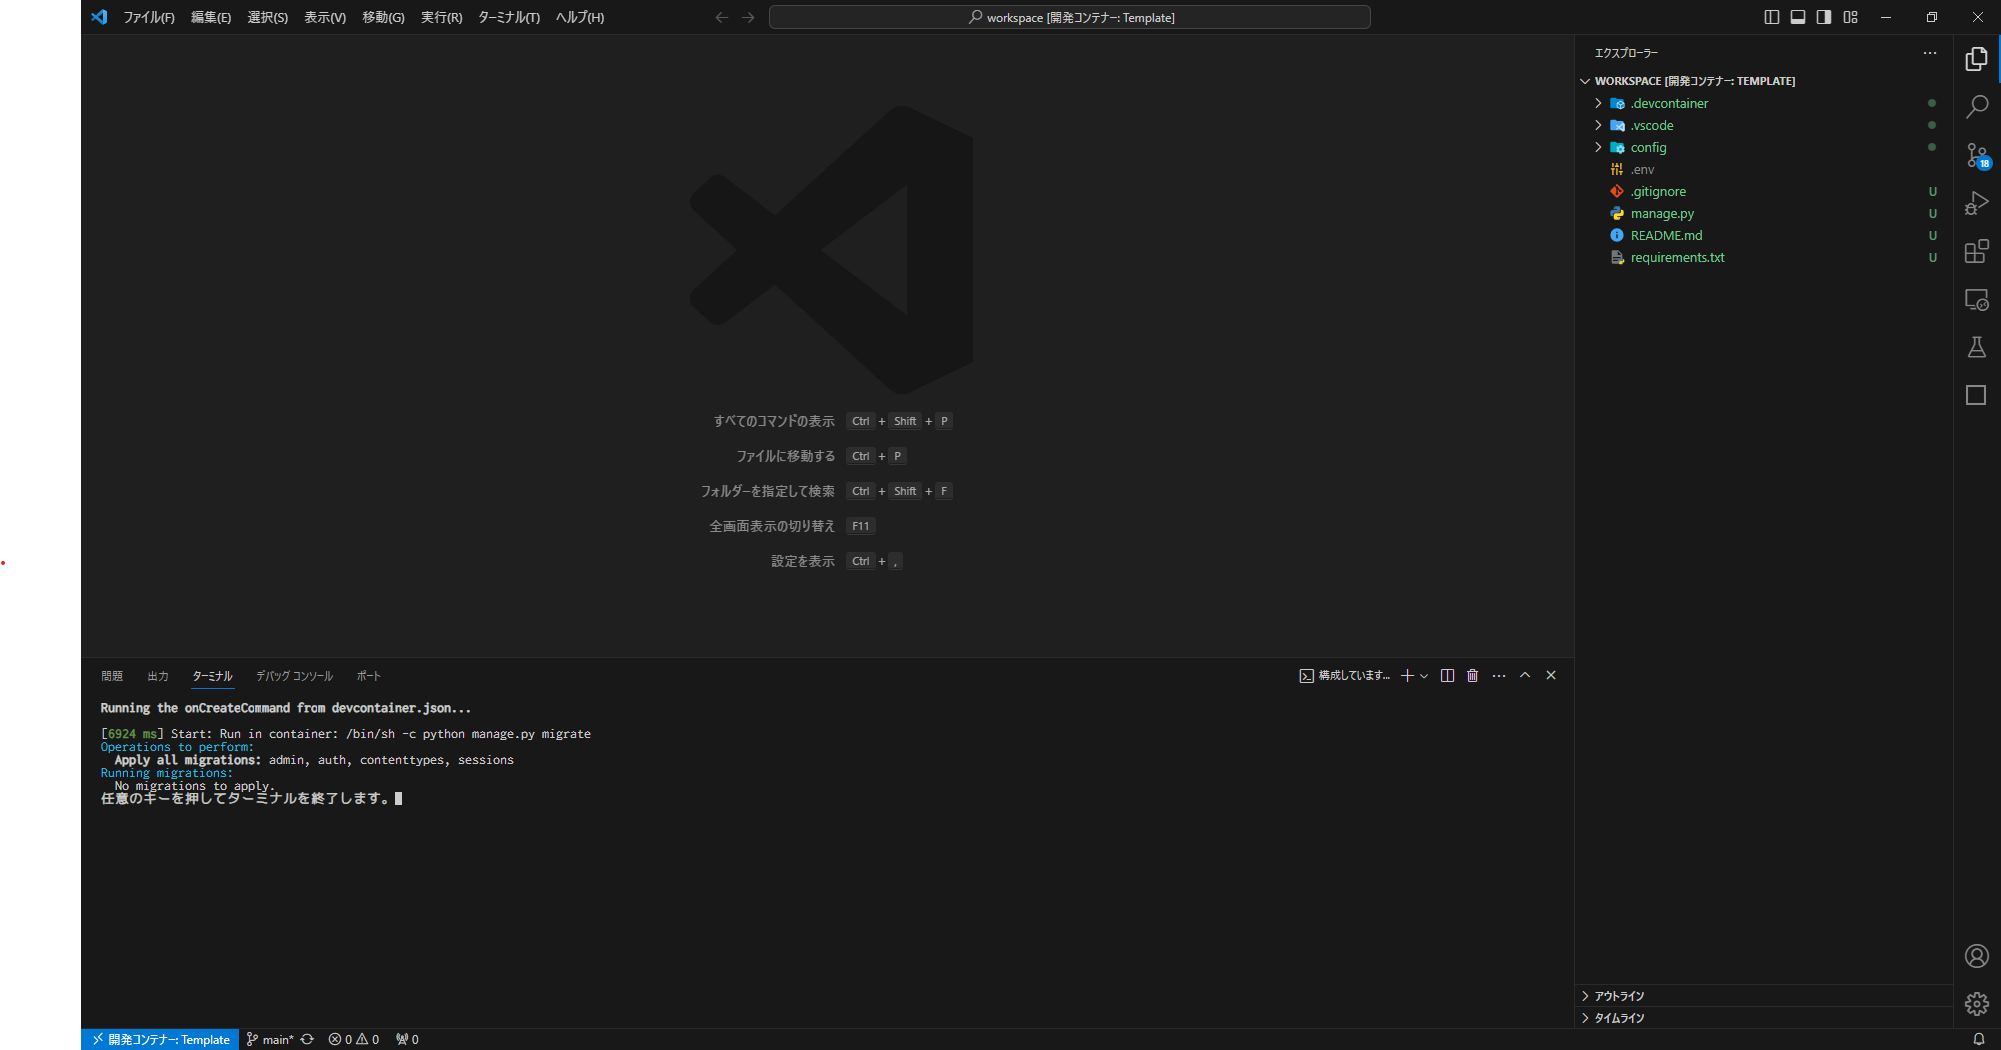 ファイル(F) 編集(E) 選択(S) 表示(V) 移動(G) 実行(R) ターミナル(T) ヘルプ(H)
workspace [開発コンテナー: Template]
すべてのコマンドの表示 Ctrl + Shift + P
ファイルに移動する Ctrl + P
フォルダーを指定して検索 Ctrl + Shift + F
全画面表示の切り替え F11
設定を表示 Ctrl + ,
エクスプローラー
WORKSPACE [開発コンテナー: TEMPLATE]
.devcontainer
.vscode
config
.env
.gitignore U
manage.py U
README.md U
requirements.txt U
18
問題 出力 ターミナル デバッグ コンソール ポート
構成しています...
Running the onCreateCommand from devcontainer.json...
[6924 ms] Start: Run in container: /bin/sh -c python manage.py migrate
Operations to perform:
Apply all migrations: admin, auth, contenttypes, sessions
Running migrations:
No migrations to apply.
任意のキーを押してターミナルを終了します。
アウトライン
タイムライン
開発コンテナー: Template main* 0 0 0